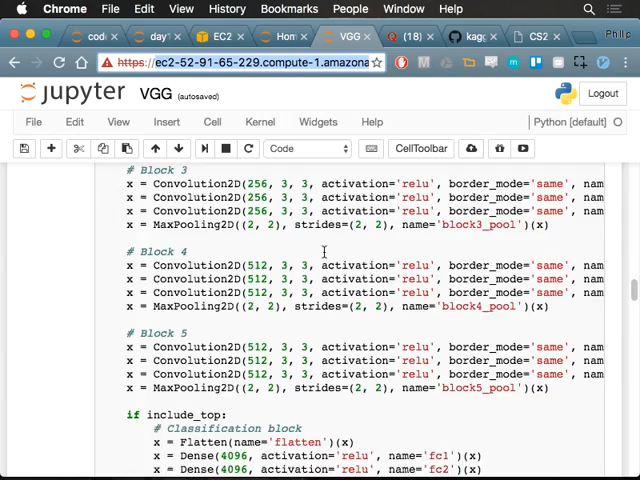 Chrome File Edit View History Bookmarks People Window Help
code day EC2 Hom VGG Q (18) kagg CS2 Philip
https://ec2-52-91-65-229.compute-1.amazona
jupyter VGG (autosaved) Logout
File Edit View Insert Cell Kernel Widgets Help Python [default]
Code CellToolbar
# Block 3
x = Convolution2D(256, 3, 3, activation='relu', border_mode='same', nam
x = Convolution2D(256, 3, 3, activation='relu', border_mode='same', nam
x = Convolution2D(256, 3, 3, activation='relu', border_mode='same', nam
x = MaxPooling2D((2, 2), strides=(2, 2), name='block3_pool')(x)
# Block 4
x = Convolution2D(512, 3, 3, activation='relu', border_mode='same', nam
x = Convolution2D(512, 3, 3, activation='relu', border_mode='same', nam
x = Convolution2D(512, 3, 3, activation='relu', border_mode='same', nam
x = MaxPooling2D((2, 2), strides=(2, 2), name='block4_pool')(x)
# Block 5
x = Convolution2D(512, 3, 3, activation='relu', border_mode='same', nam
x = Convolution2D(512, 3, 3, activation='relu', border_mode='same', nam
x = Convolution2D(512, 3, 3, activation='relu', border_mode='same', nam
x = MaxPooling2D((2, 2), strides=(2, 2), name='block5_pool')(x)
if include_top:
# Classification block
x = Flatten(name='flatten')(x)
x = Dense(4096, activation='relu', name='fc1')(x)
x = Dense(4096, activation='relu', name='fc2')(x)